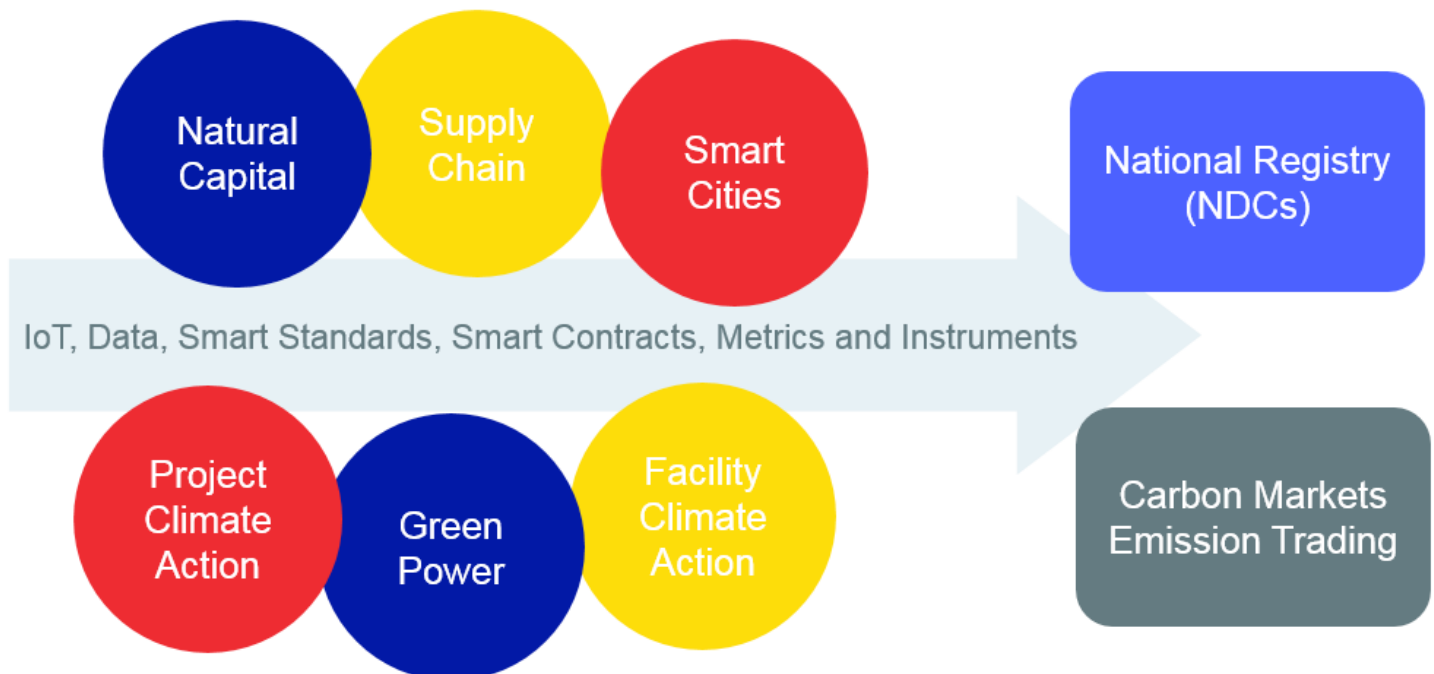 Natural
Capital
Supply
Chain
Smart
Cities
National Registry
(NDCs)
IoT, Data, Smart Standards, Smart Contracts, Metrics and Instruments
Project
Climate
Action
Green
Power
Facility
Climate
Action
Carbon Markets
Emission Trading